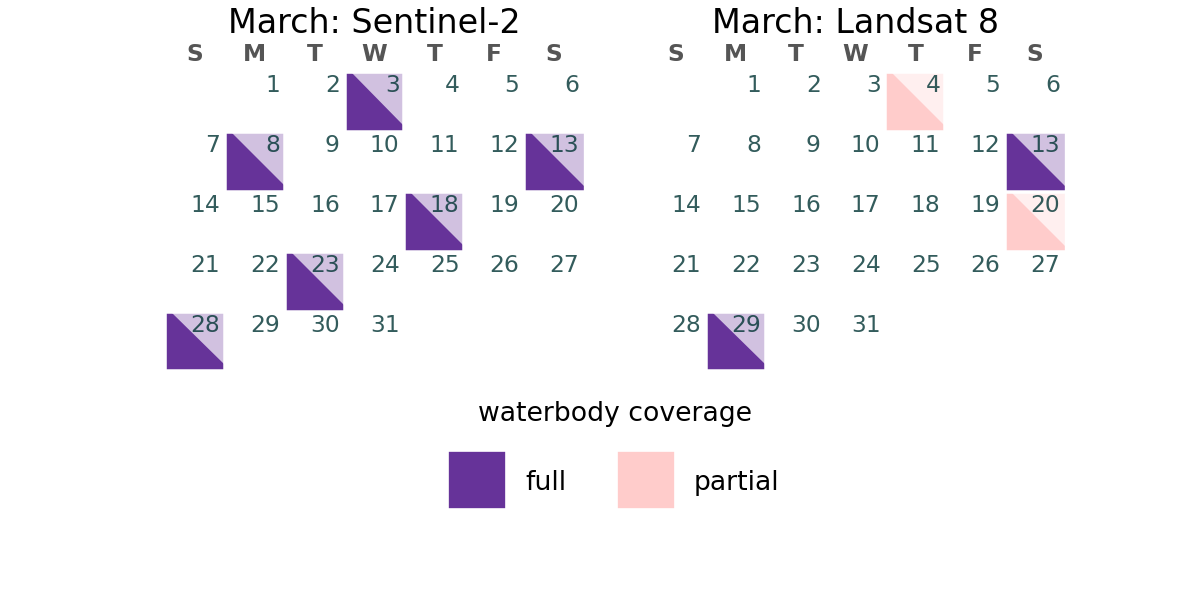 March: Sentinel-2
S M T W T F S
1 2 3 4 5 6
7 8 9 10 11 12 13
14 15 16 17 18 19 20
21 22 23 24 25 26 27
28 29 30 31
March: Landsat 8
S M T W T F S
1 2 3 4 5 6
7 8 9 10 11 12 13
14 15 16 17 18 19 20
21 22 23 24 25 26 27
28 29 30 31
waterbody coverage
full partial